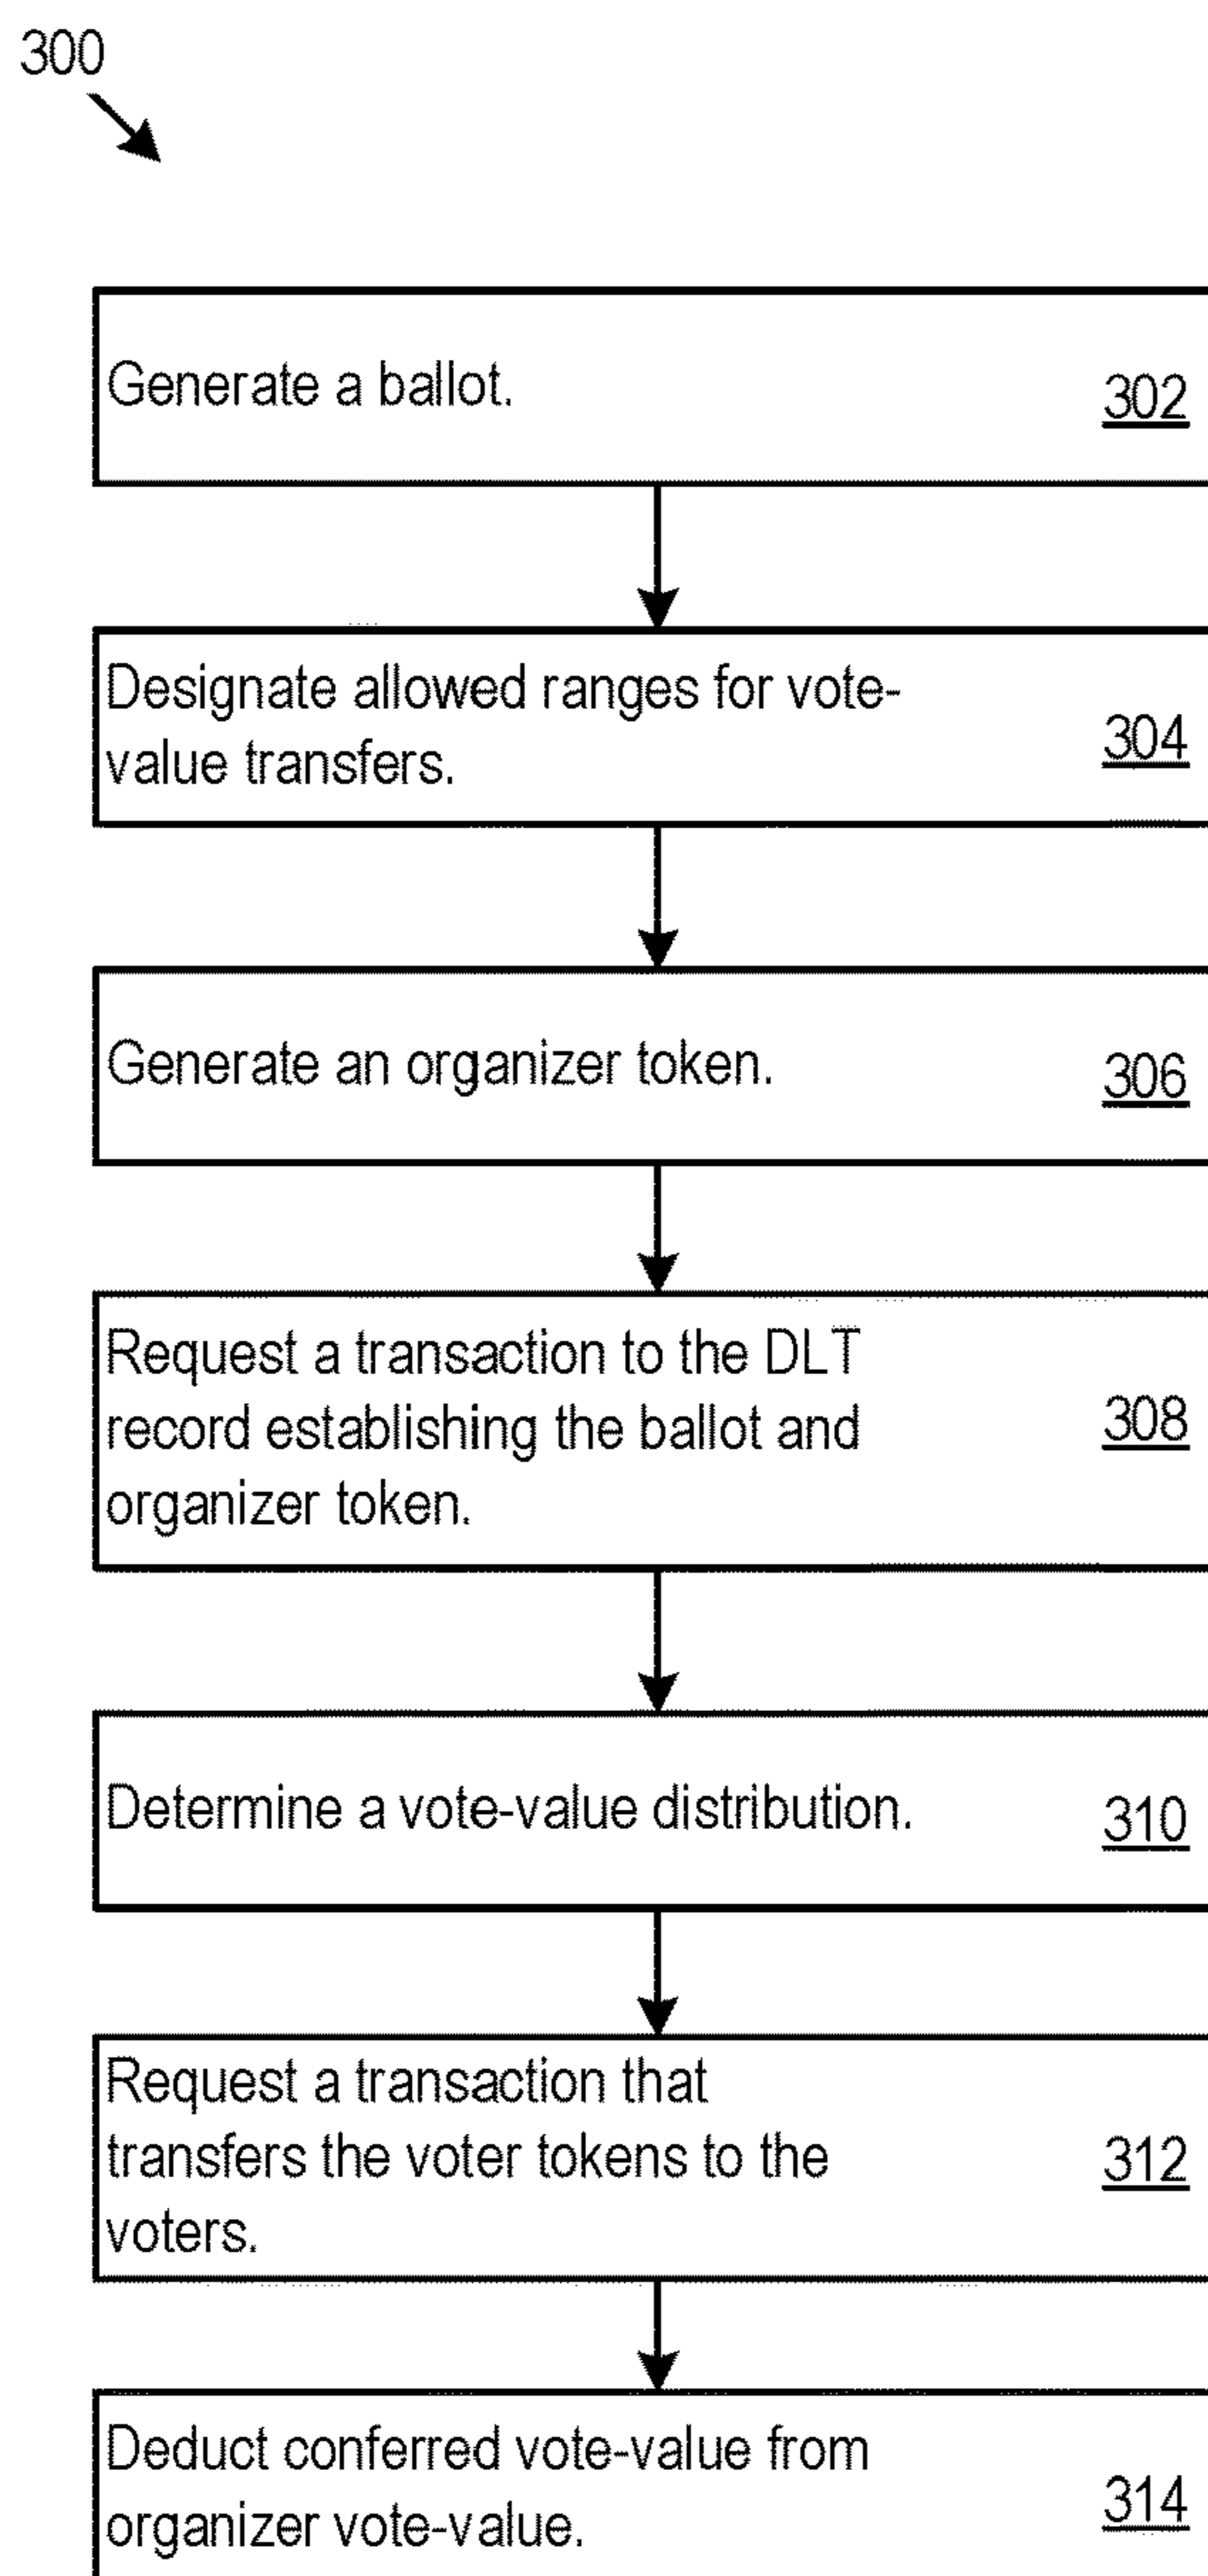 300
Generate a ballot.
302
Designate allowed ranges for vote-
value transfers.
304
Generate an organizer token.
306
Request a transaction to the DLT
record establishing the ballot and
organizer token.
308
Determine a vote-value distribution.
310
Request a transaction that
transfers the voter tokens to the
voters.
312
Deduct conferred vote-value from
organizer vote-value.
314